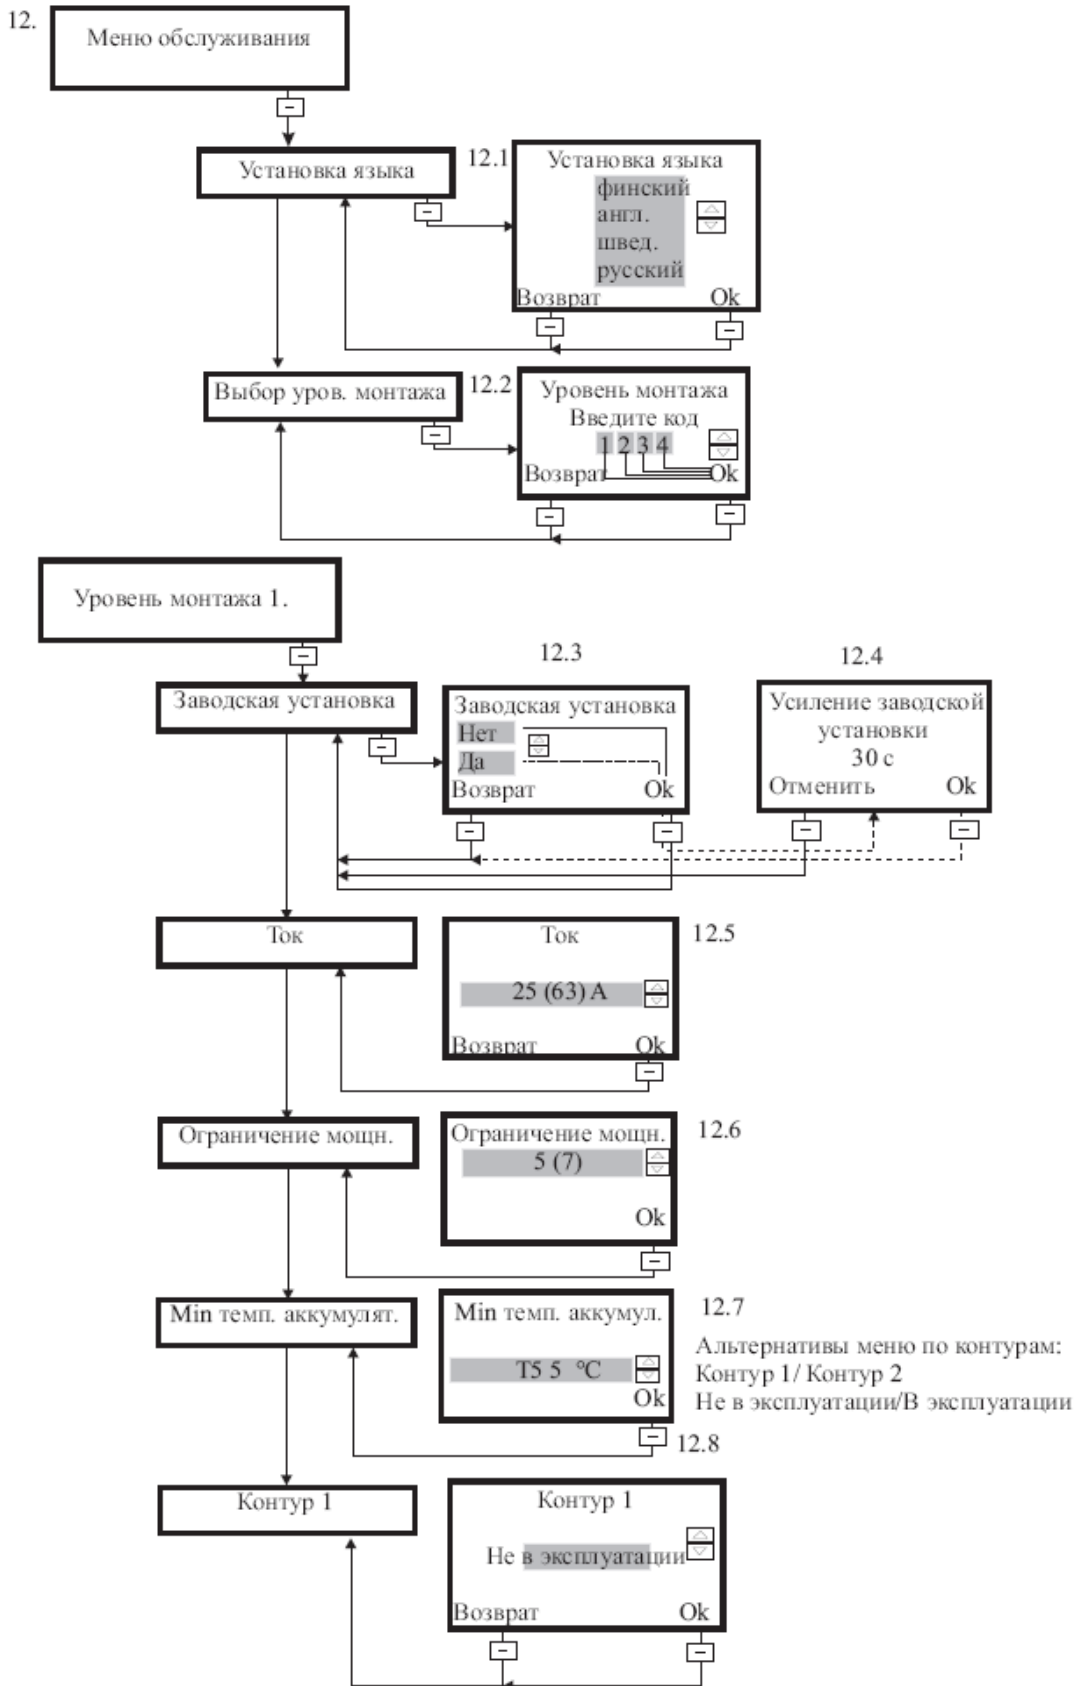 12.
Меню обслуживания
Установка языка
12.1
Установка языка
финский
англ.
швед.
русский
Возврат Ok
Выбор уров. монтажа
12.2
Уровень монтажа
Введите код
1 2 3 4
Возврат Ok
Уровень монтажа 1.
12.3
12.4
Заводская установка
Заводская установка
Нет
Да
Возврат Ok
Усиление заводской
установки
30 с
Отменить Ok
Ток
Ток
12.5
25 (63) А
Возврат Ok
Ограничение мощн.
Ограничение мощн.
12.6
5 (7)
Ok
Min темп. аккумулят.
Min темп. аккумул.
12.7
T5 5 °C
Ok
Альтернативы меню по контурам:
Контур 1/ Контур 2
Не в эксплуатации/В эксплуатации
12.8
Контур 1
Контур 1
Не в эксплуатации
Возврат Ok